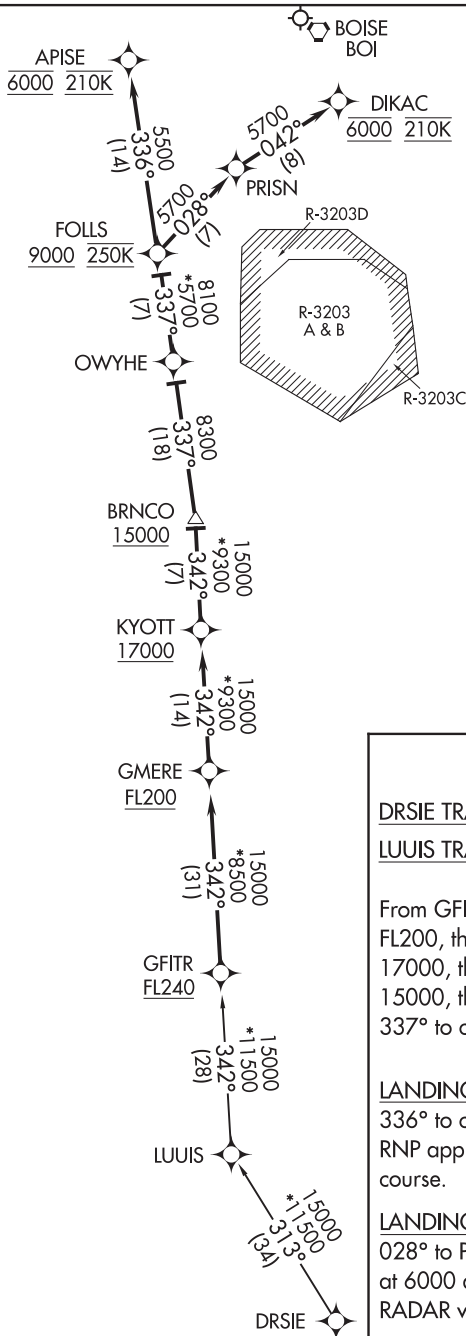 BOISE
BOI
APISE
6000 210K
5500
336°
(14)
5700
042°
(8)
DIKAC
6000 210K
PRISN
5700
028°
(7)
FOLLS
9000 250K
R-3203D
R-3203
A & B
R-3203C
8100
*5700
337°
(7)
OWYHE
8300
337°
(18)
BRNCO
15000
15000
*9300
342°
(7)
KYOTT
17000
15000
*9300
342°
(14)
GMERE
FL200
15000
*8500
342°
(31)
GFITR
FL240
15000
*11500
342°
(28)
LUUIS
15000
*11500
313°
(34)
DRSIE
DRSIE TRA
LUUIS TRA
From GFI
FL200, th
17000, th
15000, th
337° to c
LANDING
336° to c
RNP app
course.
LANDING
028° to P
at 6000 a
RADAR v